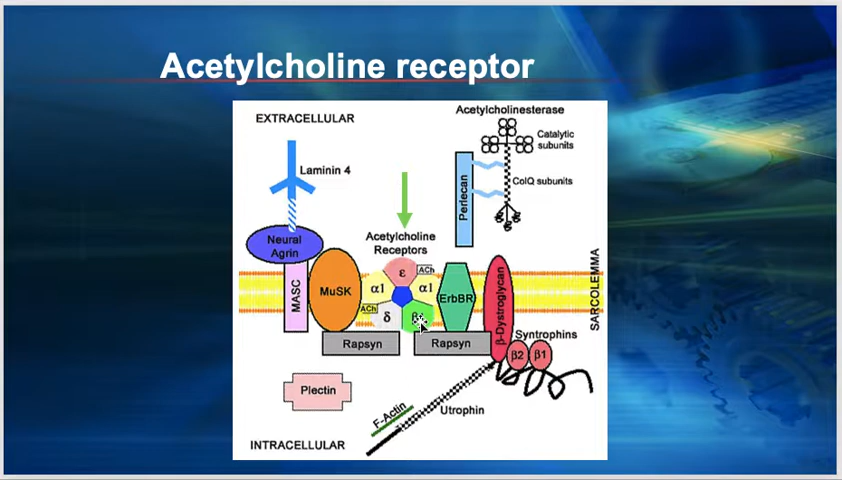 Acetylcholine receptor
EXTRACELLULAR
Acetylcholinesterase
Catalytic
subunits
Laminin 4
ColQ subunits
Perlecan
Neural
Agrin
Acetylcholine
Receptors
MASC
MuSK
ε
ACh
α1
α1
ACh
δ
ErbBR
β-Dystroglycan
SARCOLEMMA
Rapsyn
Rapsyn
Syntrophins
β2
β1
Plectin
F-Actin
Utrophin
INTRACELLULAR